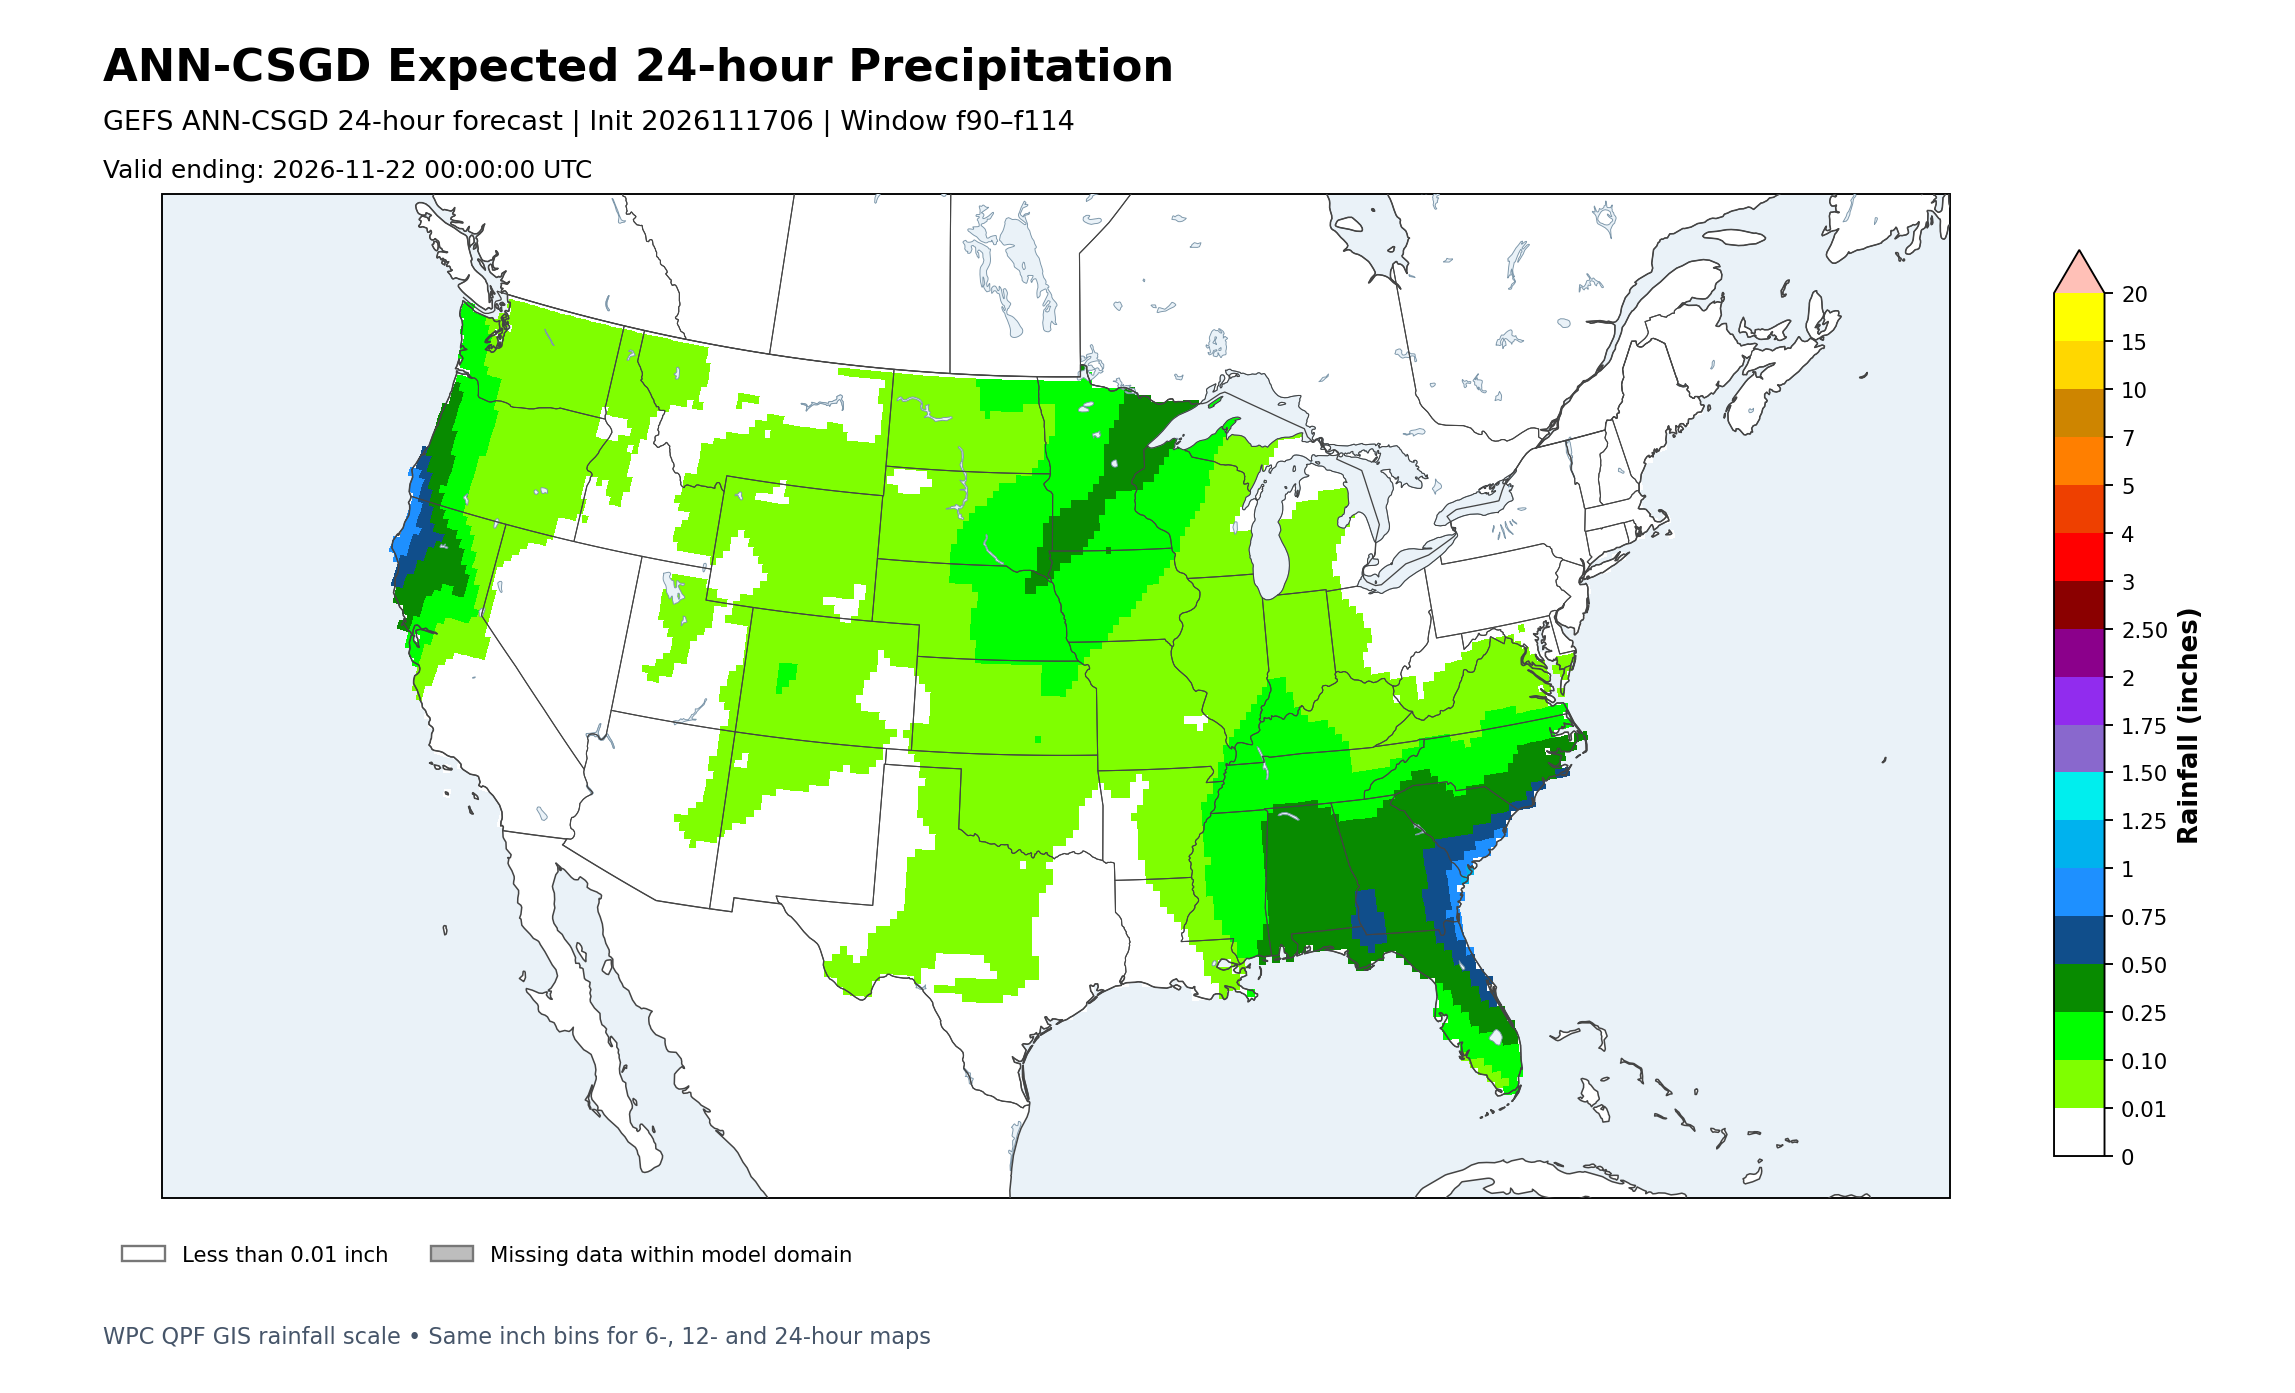 ANN-CSGD Expected 24-hour Precipitation
GEFS ANN-CSGD 24-hour forecast | Init 2026111706 | Window f90–f114
Valid ending: 2026-11-22 00:00:00 UTC
20
15
10
7
5
4
3
2.50
2
1.75
1.50
1.25
1
0.75
0.50
0.25
0.10
0.01
0
Rainfall (inches)
Less than 0.01 inch
Missing data within model domain
WPC QPF GIS rainfall scale • Same inch bins for 6-, 12- and 24-hour maps